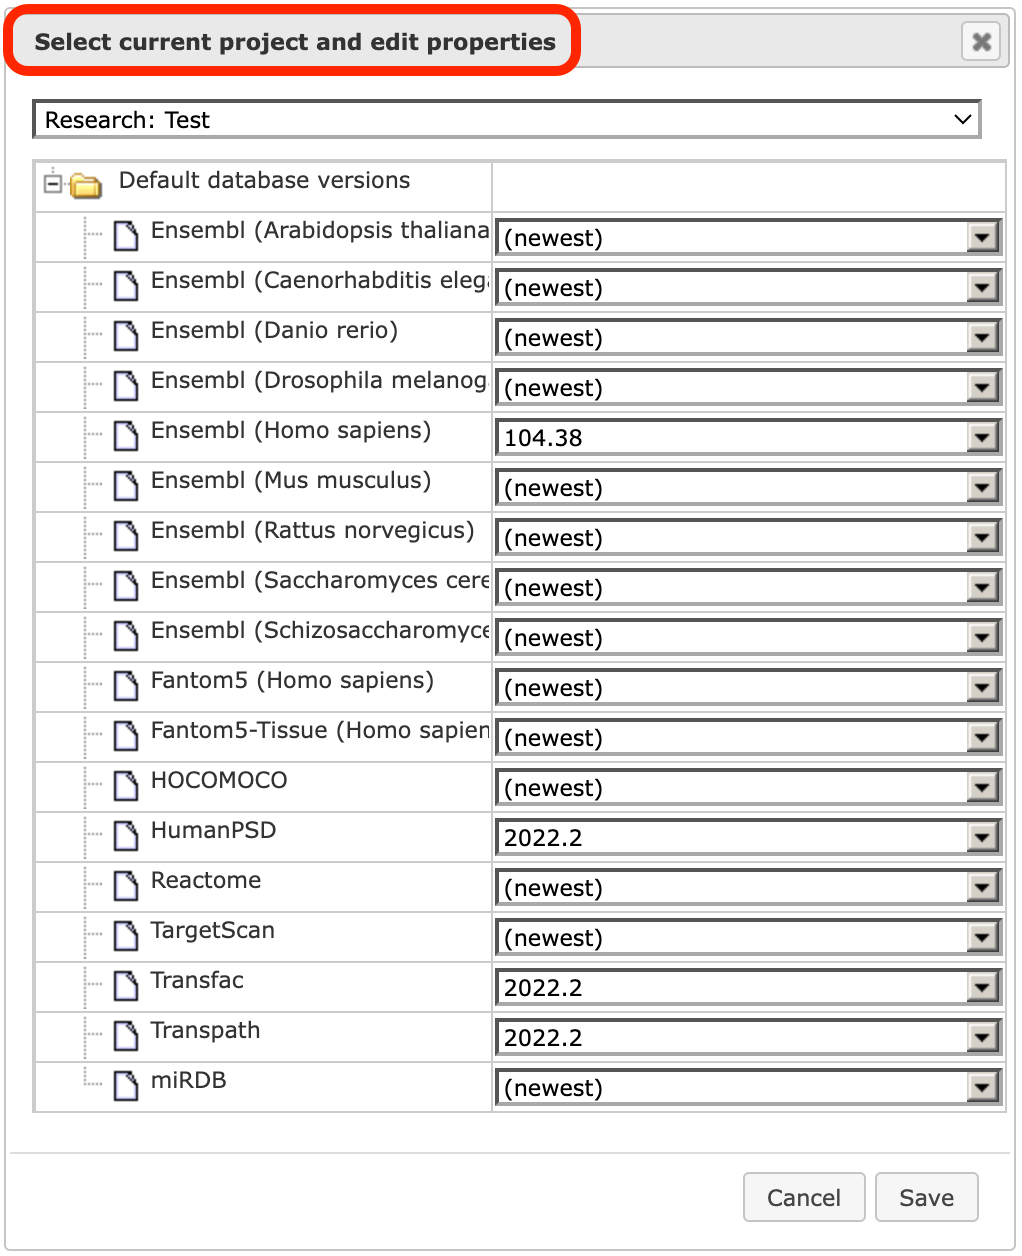 Select current project and edit properties
Research: Test
Default database versions
Ensembl (Arabidopsis thaliana (newest)
Ensembl (Caenorhabditis eleg (newest)
Ensembl (Danio rerio) (newest)
Ensembl (Drosophila melanog (newest)
Ensembl (Homo sapiens) 104.38
Ensembl (Mus musculus) (newest)
Ensembl (Rattus norvegicus) (newest)
Ensembl (Saccharomyces cere (newest)
Ensembl (Schizosaccharomyce (newest)
Fantom5 (Homo sapiens) (newest)
Fantom5-Tissue (Homo sapien (newest)
HOCOMOCO (newest)
HumanPSD 2022.2
Reactome (newest)
TargetScan (newest)
Transfac 2022.2
Transpath 2022.2
miRDB (newest)
Cancel Save